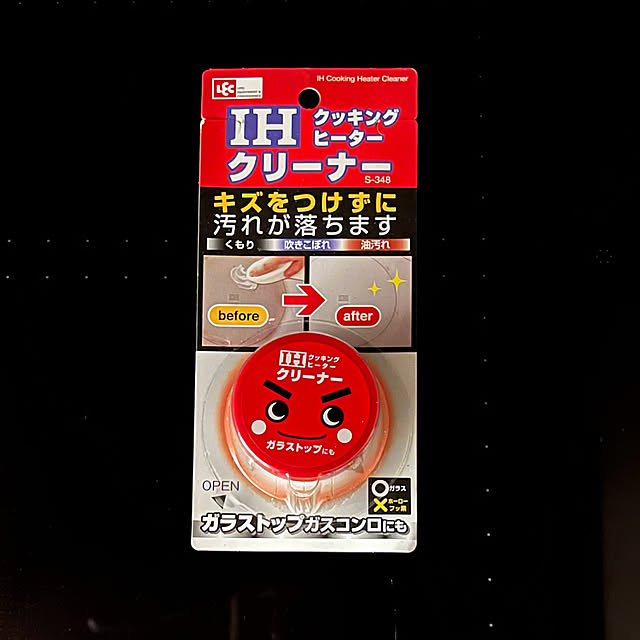 LEC
IH Cooking Heater Cleaner
IH クッキング
ヒーター
クリーナー
S-348
キズをつけずに
汚れが落ちます
くもり 吹きこぼれ 油汚れ
before
after
IH クッキング
ヒーター
クリーナー
ガラストップにも
OPEN
ガラス
ホーロー
フッ素
ガラストップガスコンロにも